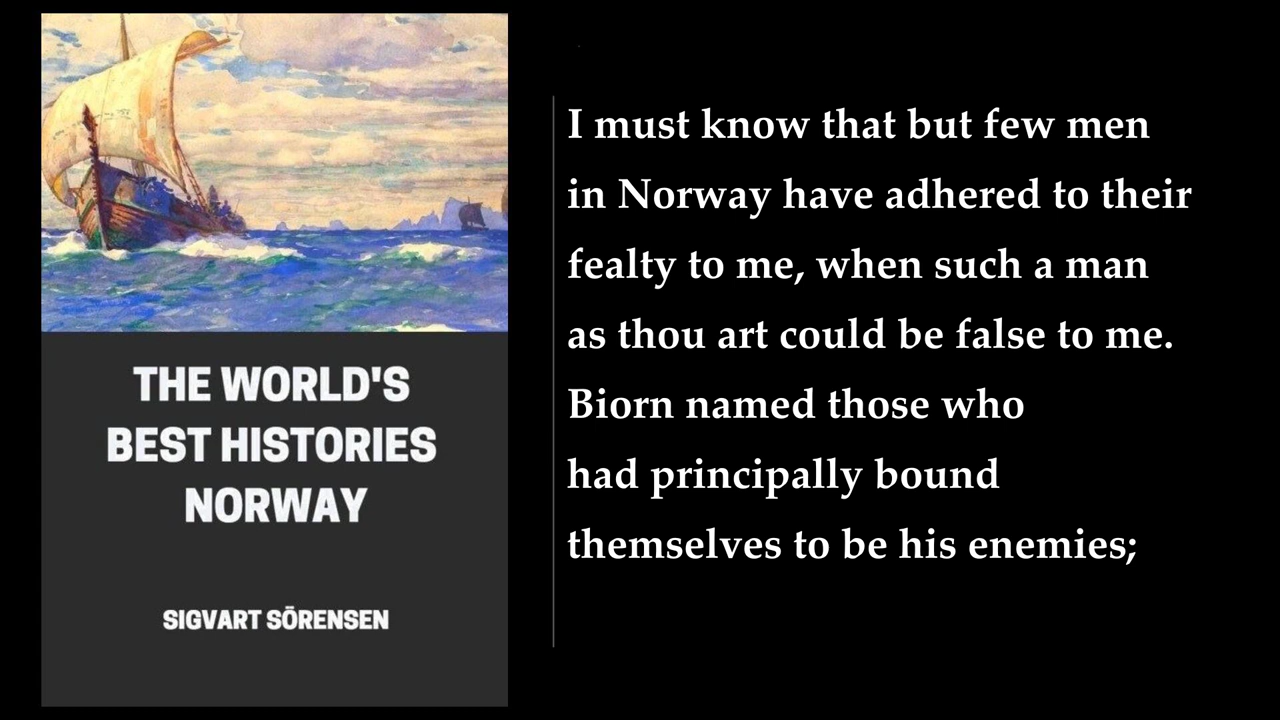 THE WORLD'S
BEST HISTORIES
NORWAY
SIGVART SÖRENSEN
I must know that but few men
in Norway have adhered to their
fealty to me, when such a man
as thou art could be false to me.
Biorn named those who
had principally bound
themselves to be his enemies;